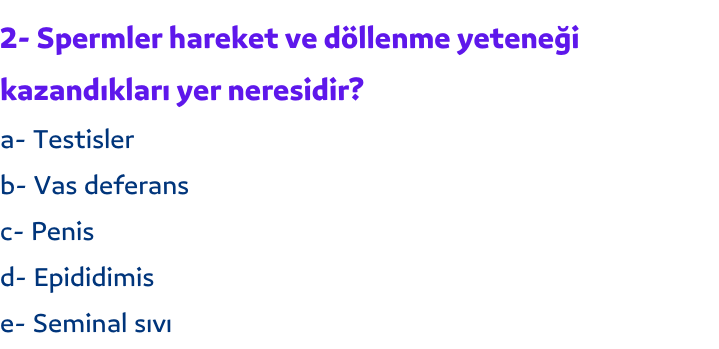 2- Spermler hareket ve döllenme yeteneği
kazandıkları yer neresidir?
a- Testisler
b- Vas deferans
c- Penis
d- Epididimis
e- Seminal sıvı